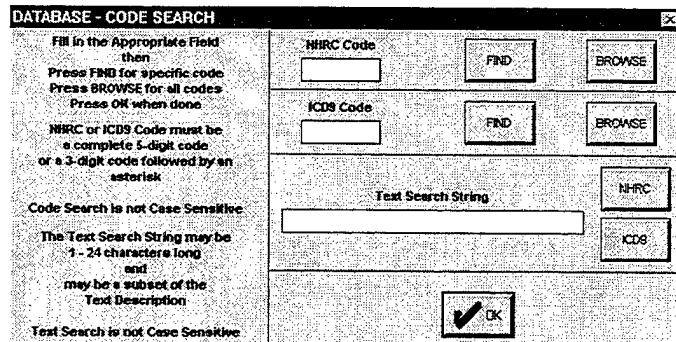 DATABASE - CODE SEARCH
Fill in the Appropriate Field
then
Press FIND for specific code
Press BROWSE for all codes
Press OK when done
NHRC or ICD9 Code must be
a complete 5-digit code
or a 3-digit code followed by an
asterisk
Code Search is not Case Sensitive
The Text Search String may be
1 - 24 characters long
and
may be a subset of the
Text Description
Text Search is not Case Sensitive
NHRC Code
FIND
BROWSE
ICD9 Code
FIND
BROWSE
Text Search String
NHRC
ICD9
OK